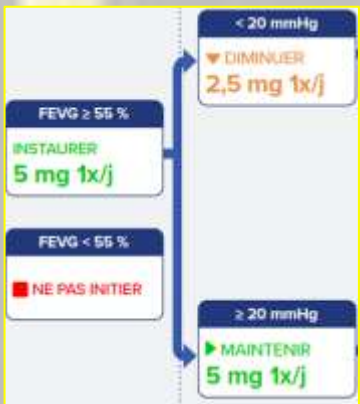 < 20 mmHg
DIMINUER
2,5 mg 1x/j
FEVG ≥ 55 %
INSTAURER
5 mg 1x/j
FEVG < 55 %
NE PAS INITIER
≥ 20 mmHg
MAINTENIR
5 mg 1x/j